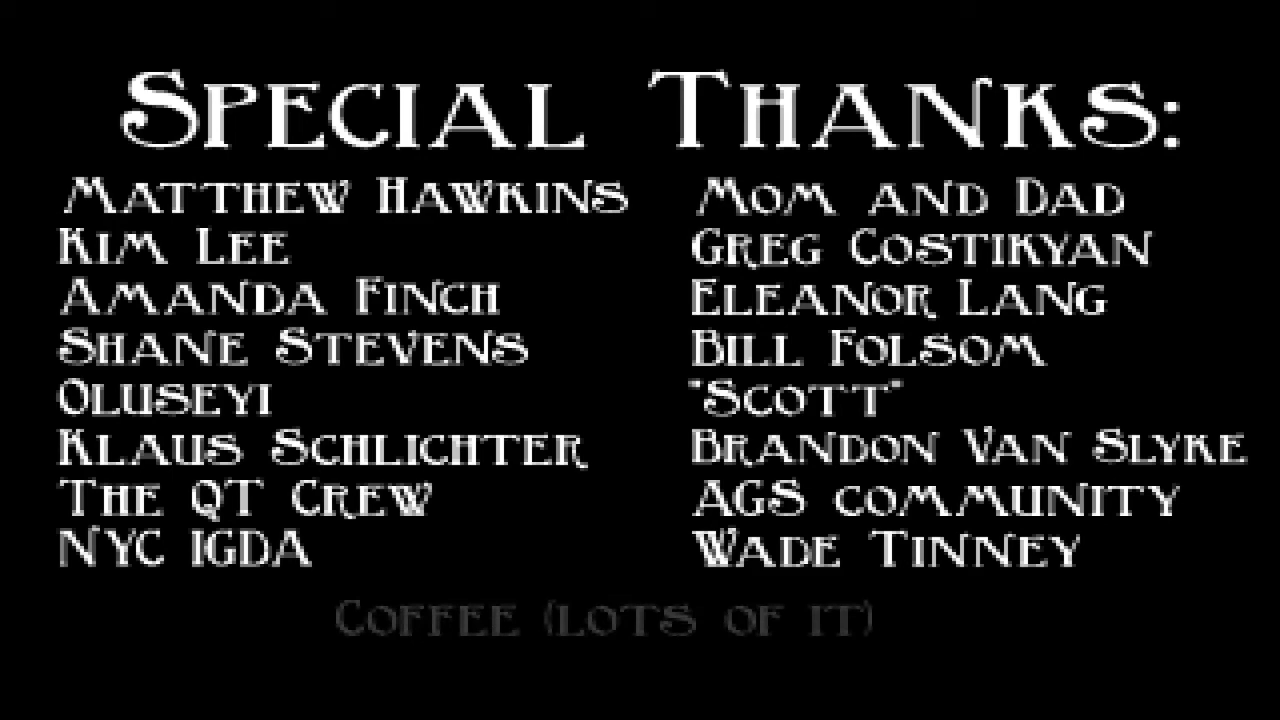 Special Thanks:
Matthew Hawkins
Kim Lee
Amanda Finch
Shane Stevens
Oluseyi
Klaus Schlichter
The QT Crew
NYC IGDA
Mom and Dad
Greg Costikyan
Eleanor Lang
Bill Folsom
"Scott"
Brandon Van Slyke
AGS community
Wade Tinney
Coffee (lots of it)